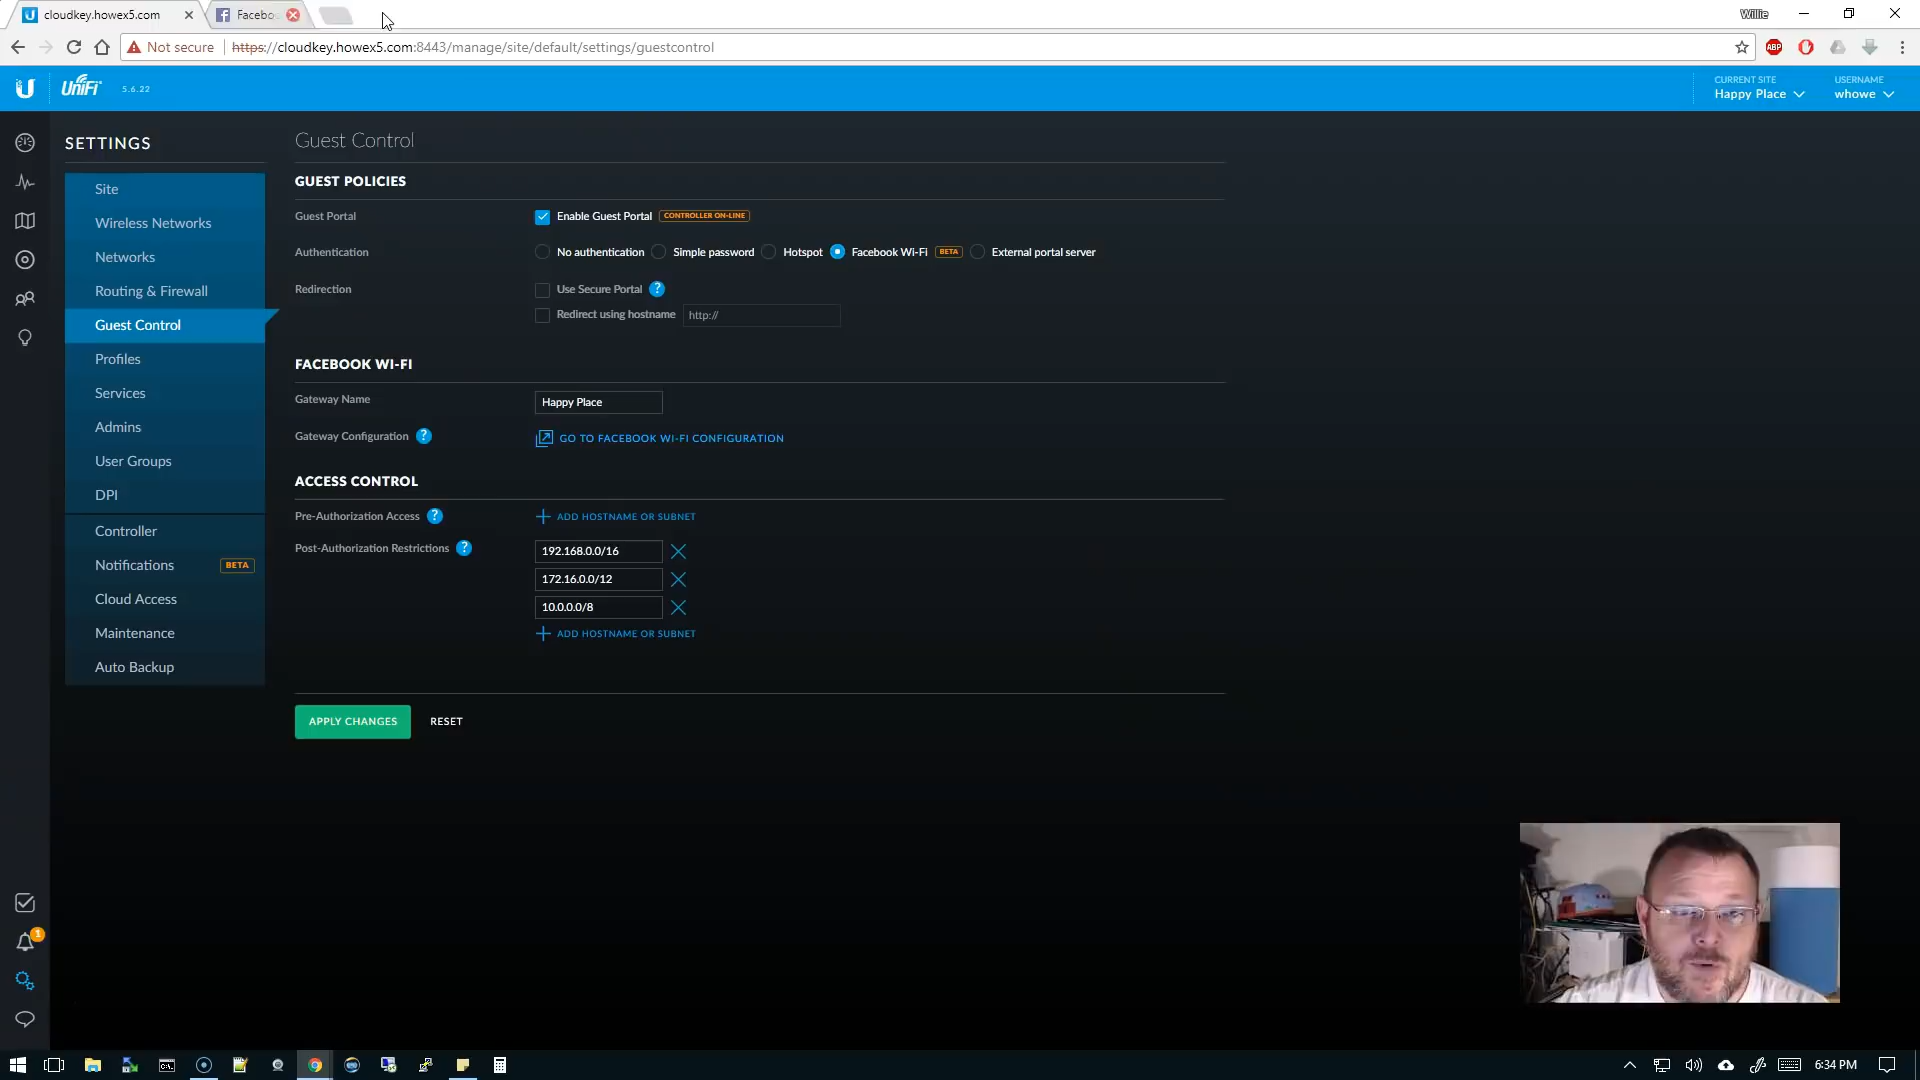 cloudkey.howex5.com
Facebo
Willie
Not secure
https://cloudkey.howex5.com:8443/manage/site/default/settings/guestcontrol
ABP
UniFi
5.6.22
CURRENT SITE
Happy Place
USERNAME
whowe
SETTINGS
Site
Wireless Networks
Networks
Routing & Firewall
Guest Control
Profiles
Services
Admins
User Groups
DPI
Controller
Notifications BETA
Cloud Access
Maintenance
Auto Backup
1
Guest Control
GUEST POLICIES
Guest Portal Enable Guest Portal CONTROLLER ON-LINE
Authentication No authentication Simple password Hotspot Facebook Wi-Fi BETA External portal server
Redirection Use Secure Portal ?
Redirect using hostname http://
FACEBOOK WI-FI
Gateway Name Happy Place
Gateway Configuration ? GO TO FACEBOOK WI-FI CONFIGURATION
ACCESS CONTROL
Pre-Authorization Access ? ADD HOSTNAME OR SUBNET
Post-Authorization Restrictions ? 192.168.0.0/16
172.16.0.0/12
10.0.0.0/8
ADD HOSTNAME OR SUBNET
APPLY CHANGES RESET
6:34 PM